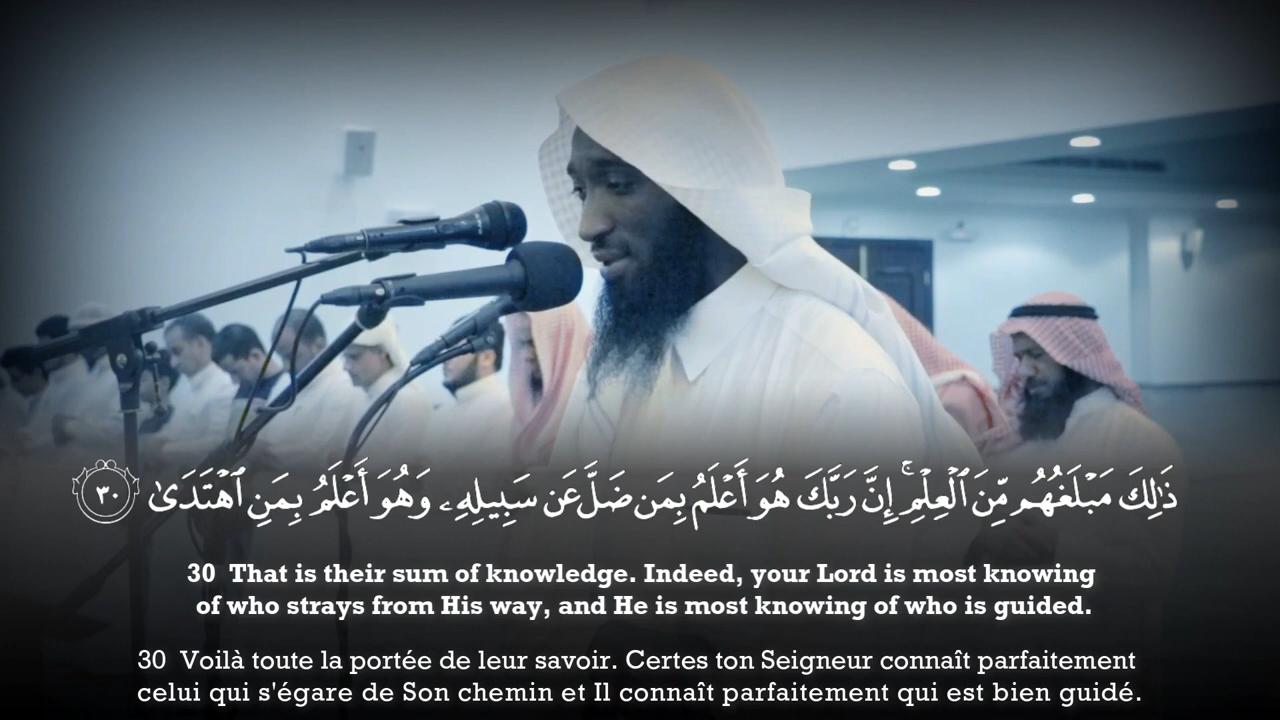 ذَٰلِكَ مَبۡلَغُهُم مِّنَ ٱلۡعِلۡمِۚ إِنَّ رَبَّكَ هُوَ أَعۡلَمُ بِمَن ضَلَّ عَن سَبِيلِهِۦ وَهُوَ أَعۡلَمُ بِمَنِ ٱهۡتَدَىٰ ٣٠
30 That is their sum of knowledge. Indeed, your Lord is most knowing
of who strays from His way, and He is most knowing of who is guided.
30 Voilà toute la portée de leur savoir. Certes ton Seigneur connaît parfaitement
celui qui s'égare de Son chemin et Il connaît parfaitement qui est bien guidé.